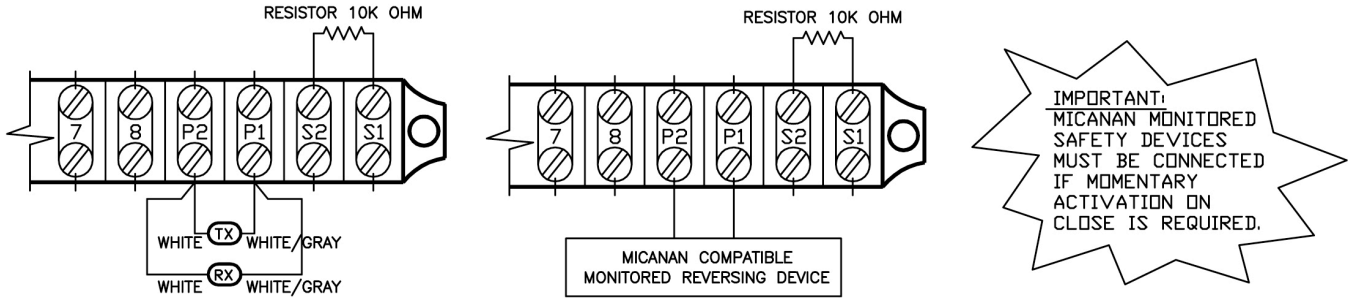 RESISTOR 10K OHM
7 8 P2 P1 S2 S1
WHITE TX WHITE/GRAY
WHITE RX WHITE/GRAY
RESISTOR 10K OHM
7 8 P2 P1 S2 S1
MICANAN COMPATIBLE
MONITORED REVERSING DEVICE
IMPORTANT:
MICANAN MONITORED
SAFETY DEVICES
MUST BE CONNECTED
IF MOMENTARY
ACTIVATION ON
CLOSE IS REQUIRED.